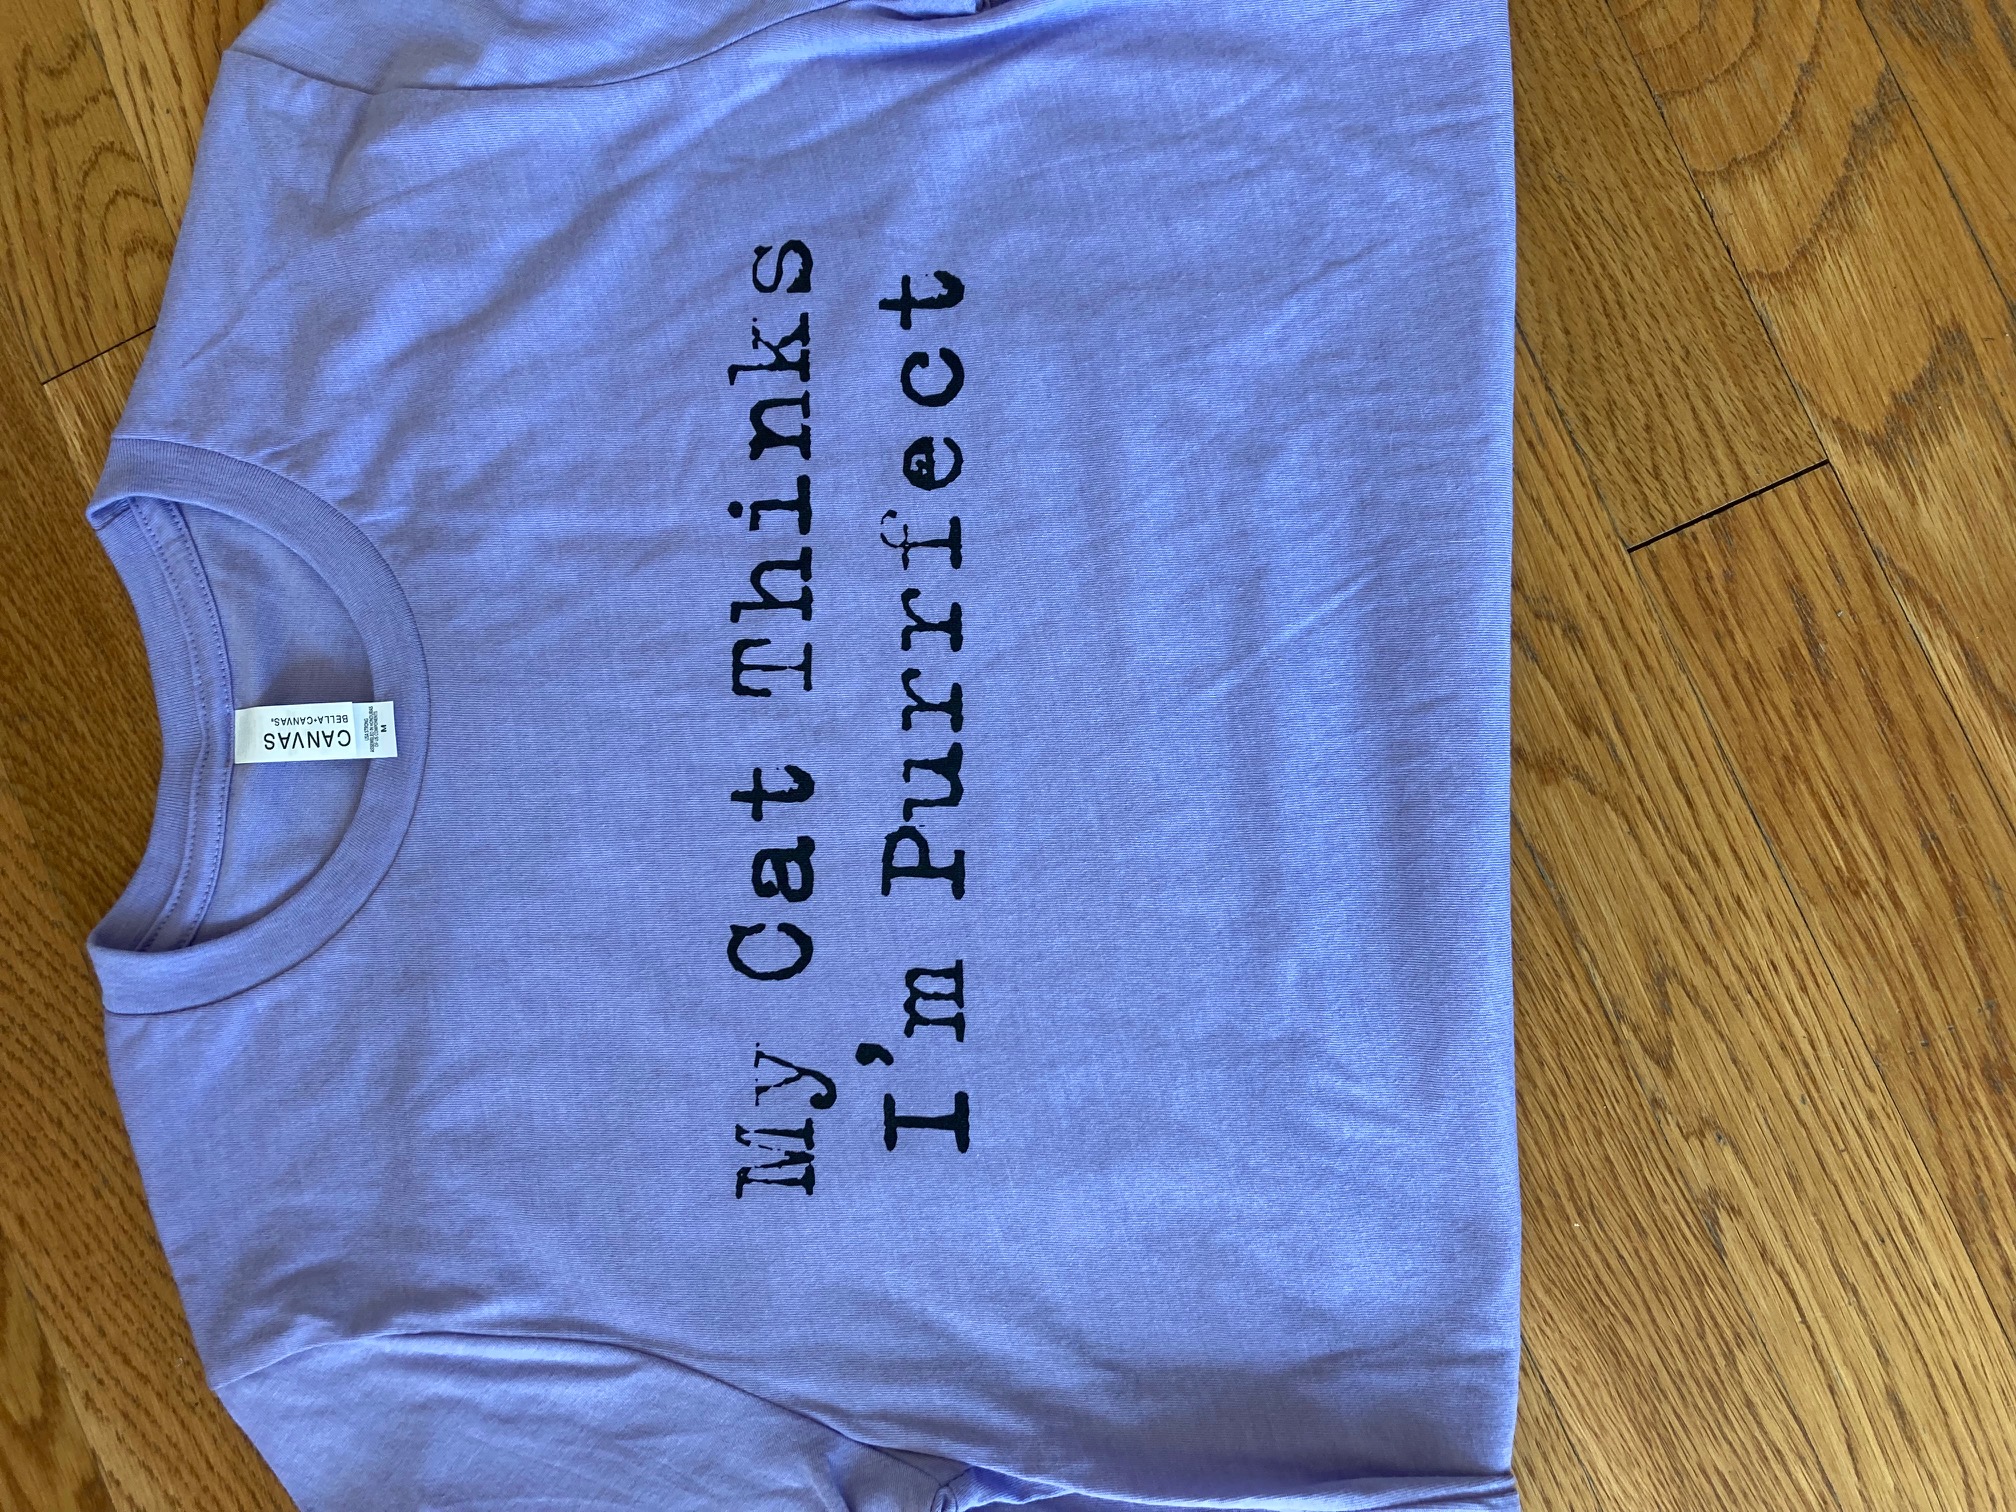 My Cat Thinks
I'm Purrfect
CANVAS
BELLA+CANVAS®
M